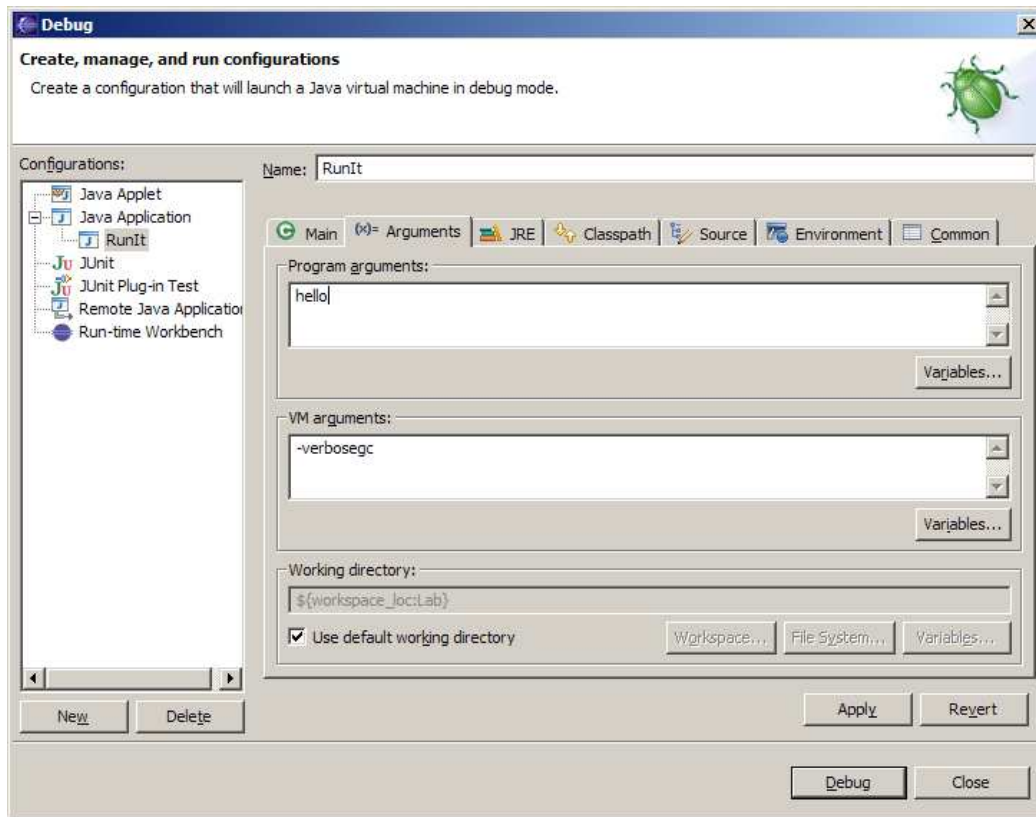 Debug
Create, manage, and run configurations
Create a configuration that will launch a Java virtual machine in debug mode.
Configurations:
Java Applet
Java Application
RunIt
JUnit
JUnit Plug-in Test
Remote Java Application
Run-time Workbench
New
Delete
Name: RunIt
Main (x)= Arguments JRE Classpath Source Environment Common
Program arguments:
hello
Variables...
VM arguments:
-verbosegc
Variables...
Working directory:
${workspace_loc:Lab}
Use default working directory
Workspace... File System... Variables...
Apply Revert
Debug Close